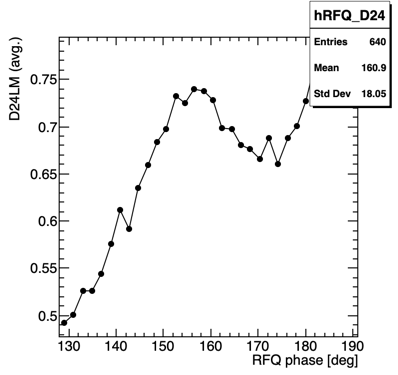 hRFQ_D24
Entries 640
Mean 160.9
Std Dev 18.05
D24LM (avg.)
0.75
0.7
0.65
0.6
0.55
0.5
130 140 150 160 170 180 190
RFQ phase [deg]